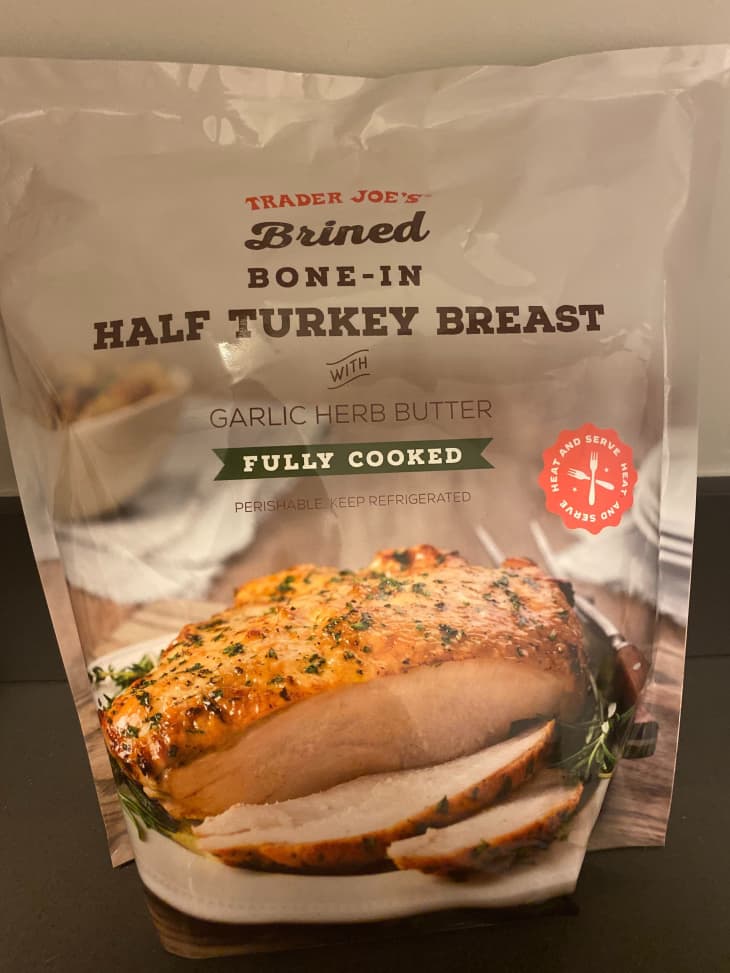 TRADER JOE'S™
Brined
BONE-IN
HALF TURKEY BREAST
WITH
GARLIC HERB BUTTER
FULLY COOKED
HEAT AND SERVE HEAT AND SERVE
PERISHABLE. KEEP REFRIGERATED